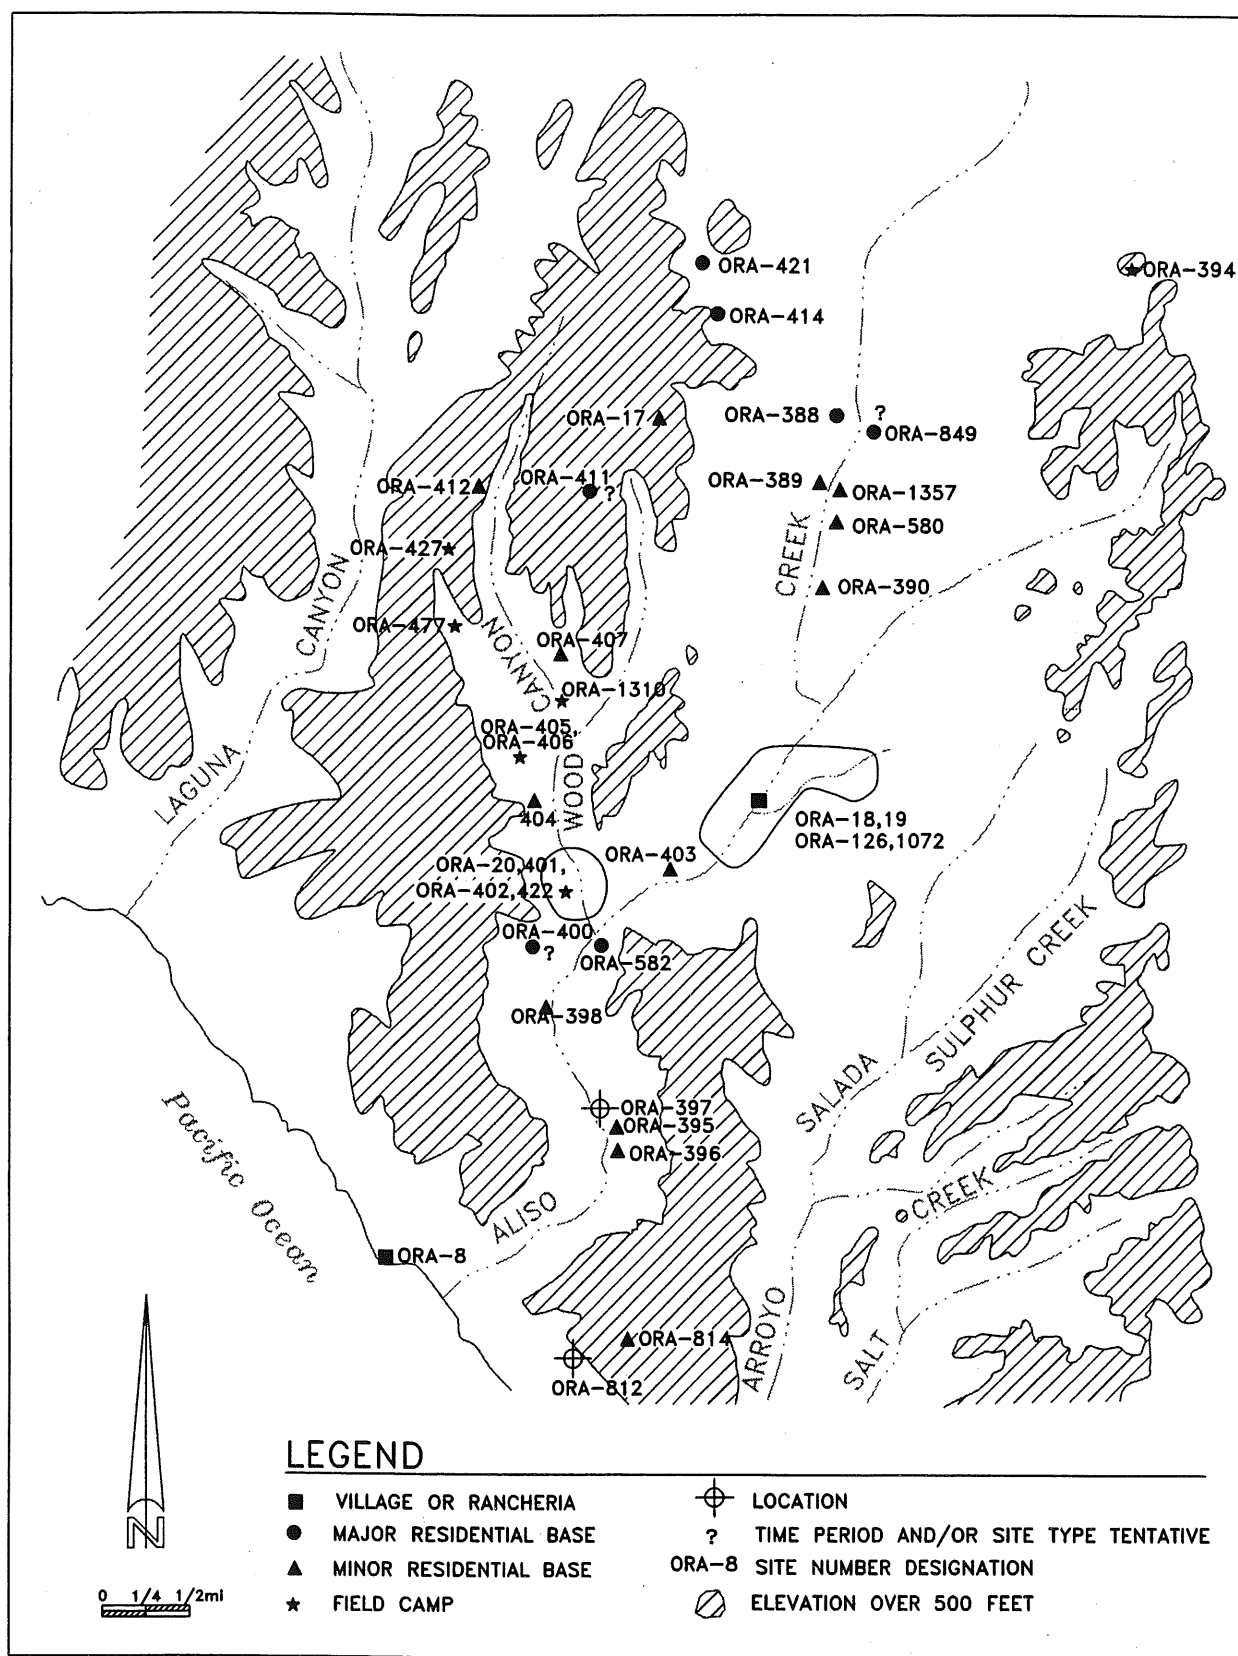 ORA-421
ORA-394
ORA-414
ORA-17
ORA-388
?
ORA-849
ORA-411
?
ORA-412
ORA-389
ORA-1357
ORA-580
CREEK
ORA-427
ORA-390
CANYON
ORA-477
ORA-407
CANYON
ORA-1310
ORA-405,
ORA-406
LAGUNA
WOOD
404
ORA-18,19
ORA-126,1072
ORA-403
ORA-20,401,
ORA-402,422
ORA-400
?
ORA-582
SULPHUR CREEK
ORA-398
SALADA
ORA-397
ORA-395
ORA-396
Pacific Ocean
ALISO
CREEK
ORA-8
ARROYO
SALT
ORA-814
ORA-812
LEGEND
VILLAGE OR RANCHERIA
MAJOR RESIDENTIAL BASE
MINOR RESIDENTIAL BASE
FIELD CAMP
LOCATION
? TIME PERIOD AND/OR SITE TYPE TENTATIVE
ORA-8 SITE NUMBER DESIGNATION
ELEVATION OVER 500 FEET
N
0 1/4 1/2mi